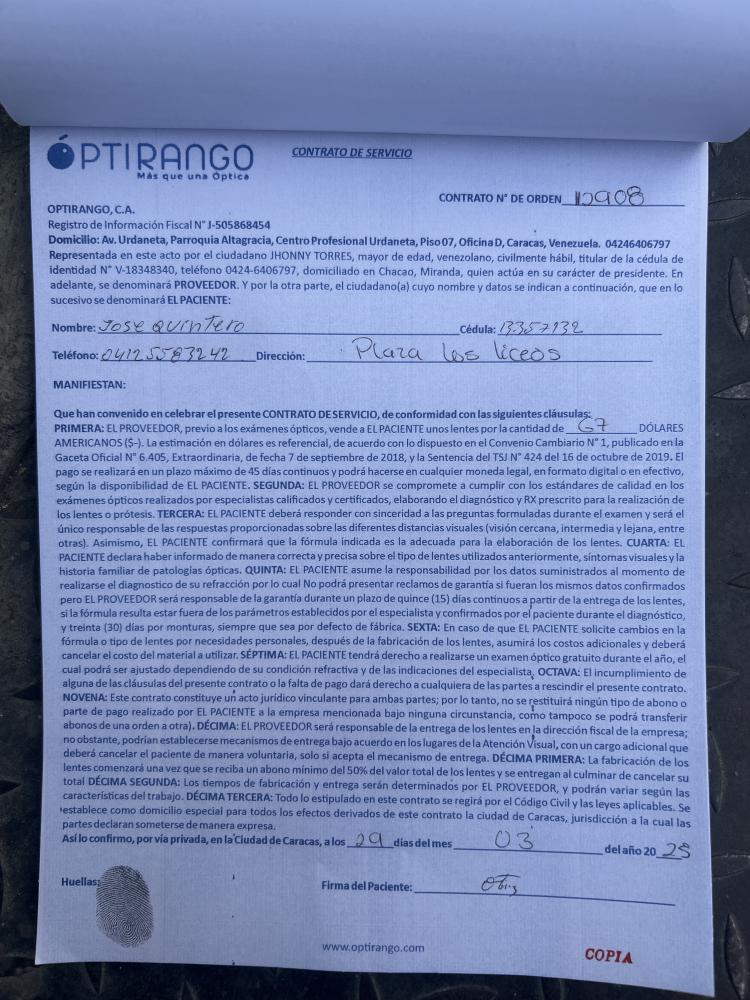 ÓPTIRANGO
Más que una Óptica
CONTRATO DE SERVICIO
CONTRATO N° DE ORDEN 12908
OPTIRANGO, C.A.
Registro de Información Fiscal N° J-505868454
Domicilio: Av. Urdaneta, Parroquia Altagracia, Centro Profesional Urdaneta, Piso 07, Oficina D, Caracas, Venezuela. 04246406797
Representada en este acto por el ciudadano JHONNY TORRES, mayor de edad, venezolano, civilmente hábil, titular de la cédula de
identidad N° V-18348340, teléfono 0424-6406797, domiciliado en Chacao, Miranda, quien actúa en su carácter de presidente. En
adelante, se denominará PROVEEDOR. Y por la otra parte, el ciudadano(a) cuyo nombre y datos se indican a continuación, que en lo
sucesivo se denominará EL PACIENTE:
Nombre: Jose Quintero Cédula: 13357132
Teléfono: 04125583242 Dirección: Plaza los liceos
MANIFIESTAN:
Que han convenido en celebrar el presente CONTRATO DE SERVICIO, de conformidad con las siguientes cláusulas:
PRIMERA: EL PROVEEDOR, previo a los exámenes ópticos, vende a EL PACIENTE unos lentes por la cantidad de 67 DÓLARES
AMERICANOS ($-). La estimación en dólares es referencial, de acuerdo con lo dispuesto en el Convenio Cambiario N° 1, publicado en la
Gaceta Oficial N° 6.405, Extraordinaria, de fecha 7 de septiembre de 2018, y la Sentencia del TSJ N° 424 del 16 de octubre de 2019. El
pago se realizará en un plazo máximo de 45 días continuos y podrá hacerse en cualquier moneda legal, en formato digital o en efectivo,
según la disponibilidad de EL PACIENTE. SEGUNDA: EL PROVEEDOR se compromete a cumplir con los estándares de calidad en los
exámenes ópticos realizados por especialistas calificados y certificados, elaborando el diagnóstico y RX prescrito para la realización de
los lentes o prótesis. TERCERA: EL PACIENTE deberá responder con sinceridad a las preguntas formuladas durante el examen y será el
único responsable de las respuestas proporcionadas sobre las diferentes distancias visuales (visión cercana, intermedia y lejana, entre
otras). Asimismo, EL PACIENTE confirmará que la fórmula indicada es la adecuada para la elaboración de los lentes. CUARTA: EL
PACIENTE declara haber informado de manera correcta y precisa sobre el tipo de lentes utilizados anteriormente, síntomas visuales y la
historia familiar de patologías ópticas. QUINTA: EL PACIENTE asume la responsabilidad por los datos suministrados al momento de
realizarse el diagnostico de su refracción por lo cual No podrá presentar reclamos de garantía si fueran los mismos datos confirmados
pero EL PROVEEDOR será responsable de la garantía durante un plazo de quince (15) días continuos a partir de la entrega de los lentes,
si la fórmula resulta estar fuera de los parámetros establecidos por el especialista y confirmados por el paciente durante el diagnóstico,
y treinta (30) días por monturas, siempre que sea por defecto de fábrica. SEXTA: En caso de que EL PACIENTE solicite cambios en la
fórmula o tipo de lentes por necesidades personales, después de la fabricación de los lentes, asumirá los costos adicionales y deberá
cancelar el costo del material a utilizar. SÉPTIMA: EL PACIENTE tendrá derecho a realizarse un examen óptico gratuito durante el año, el
cual podrá ser ajustado dependiendo de su condición refractiva y de las indicaciones del especialista. OCTAVA: El incumplimiento de
alguna de las cláusulas del presente contrato o la falta de pago dará derecho a cualquiera de las partes a rescindir el presente contrato.
NOVENA: Este contrato constituye un acto jurídico vinculante para ambas partes; por lo tanto, no se restituirá ningún tipo de abono o
parte de pago realizado por EL PACIENTE a la empresa mencionada bajo ninguna circunstancia, como tampoco se podrá transferir
abonos de una orden a otra). DÉCIMA: EL PROVEEDOR será responsable de la entrega de los lentes en la dirección fiscal de la empresa;
no obstante, podrían establecerse mecanismos de entrega bajo acuerdo en los lugares de la Atención Visual, con un cargo adicional que
deberá cancelar el paciente de manera voluntaria, solo si acepta el mecanismo de entrega. DÉCIMA PRIMERA: La fabricación de los
lentes comenzará una vez que se reciba un abono mínimo del 50% del valor total de los lentes y se entregan al culminar de cancelar su
total DÉCIMA SEGUNDA: Los tiempos de fabricación y entrega serán determinados por EL PROVEEDOR, y podrán variar según las
características del trabajo. DÉCIMA TERCERA: Todo lo estipulado en este contrato se regirá por el Código Civil y las leyes aplicables. Se
establece como domicilio especial para todos los efectos derivados de este contrato la ciudad de Caracas, jurisdicción a la cual las
partes declaran someterse de manera expresa.
Así lo confirmo, por vía privada, en la Ciudad de Caracas, a los 29 días del mes 03 del año 20 25
Huellas: Firma del Paciente:
www.optirango.com
COPIA